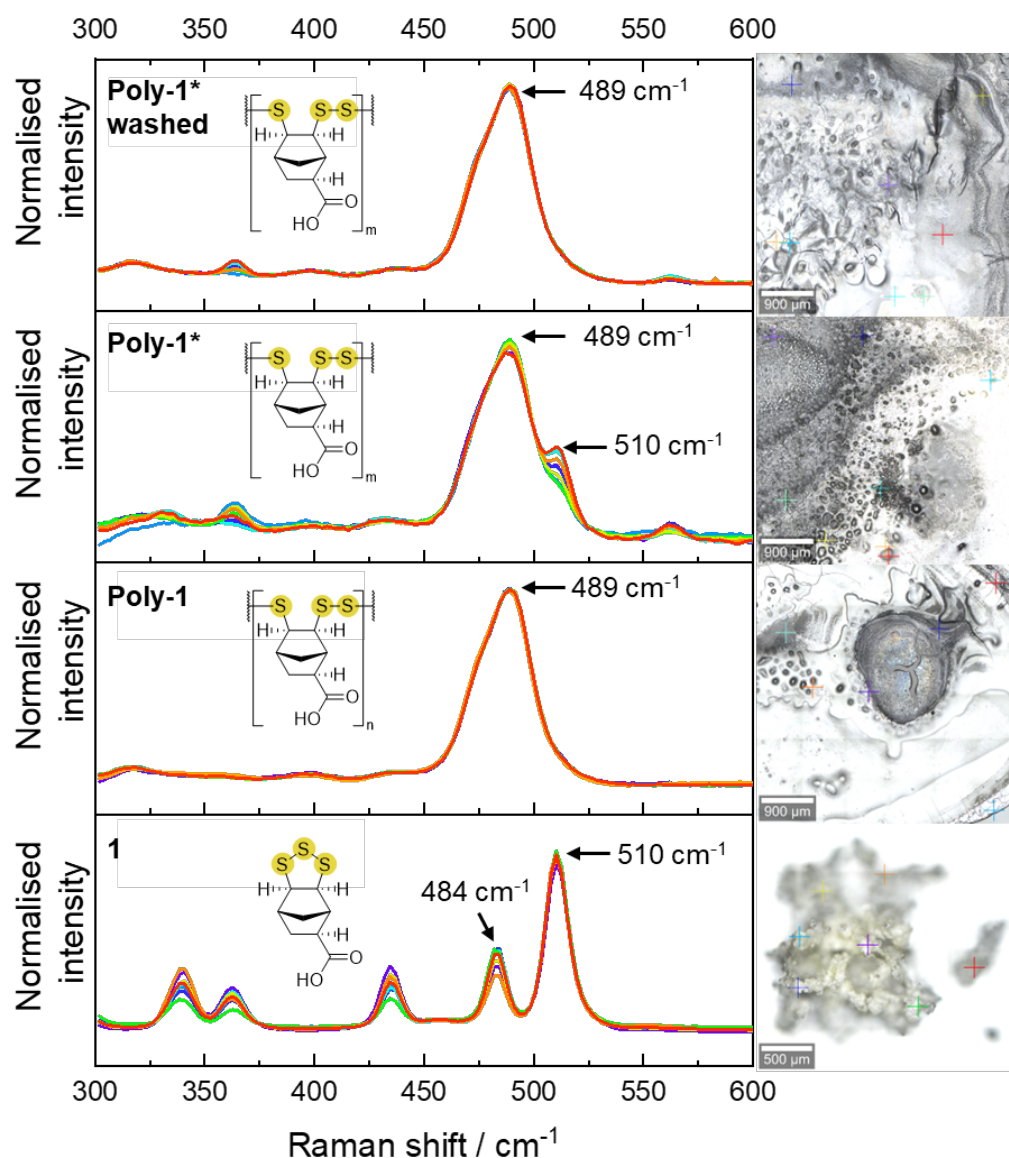 300 350 400 450 500 550 600
Normalised intensity
Poly-1*
washed
S S S
H H
H
O
HO
m
489 cm-1
900 µm
Normalised intensity
Poly-1*
S S S
H H
H
O
HO
m
489 cm-1
510 cm-1
900 µm
Normalised intensity
Poly-1
S S S
H H
H
O
HO
n
489 cm-1
900 µm
Normalised intensity
1
S
S S
H H
H
O
HO
484 cm-1
510 cm-1
500 µm
300 350 400 450 500 550 600
Raman shift / cm-1